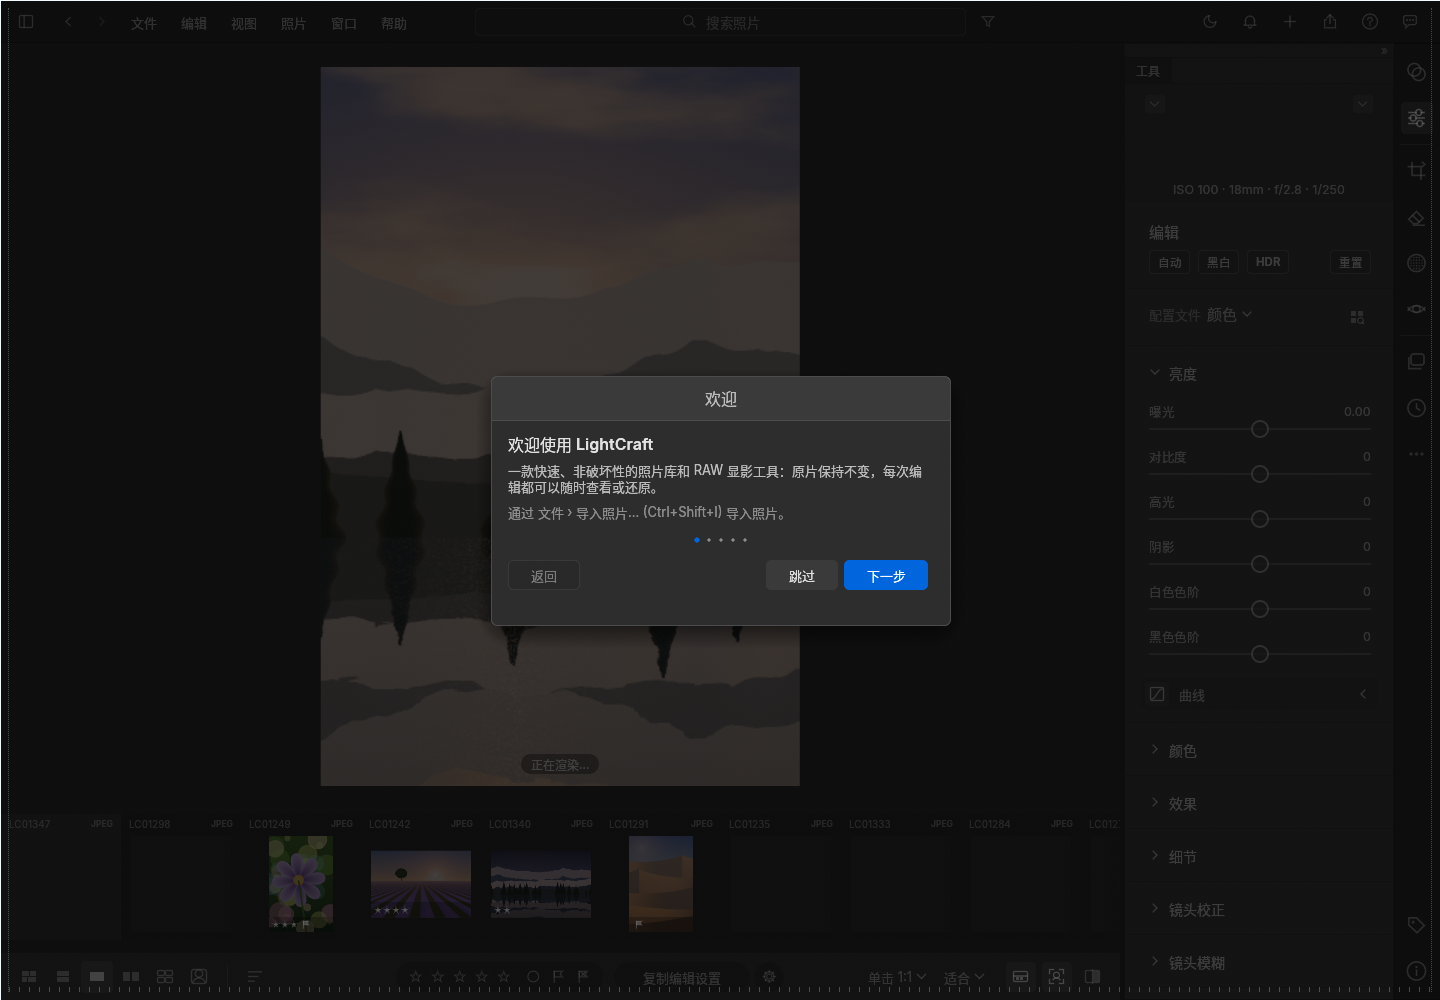 文件 编辑 视图 照片 窗口 帮助 搜索照片
工具
ISO 100 · 18mm · f/2.8 · 1/250
编辑
自动 黑白 HDR 重置
配置文件 颜色
亮度
曝光 0.00
对比度 0
高光 0
阴影 0
白色色阶 0
黑色色阶 0
曲线
颜色
效果
细节
镜头校正
镜头模糊
欢迎
欢迎使用 LightCraft
一款快速、非破坏性的照片库和 RAW 显影工具：原片保持不变，每次编
辑都可以随时查看或还原。
通过 文件 › 导入照片... (Ctrl+Shift+I) 导入照片。
返回 跳过 下一步
正在渲染...
LC01347 JPEG LC01298 JPEG LC01249 JPEG LC01242 JPEG LC01340 JPEG LC01291 JPEG LC01235 JPEG LC01333 JPEG LC01284 JPEG LC012
复制编辑设置 单击 1:1 适合